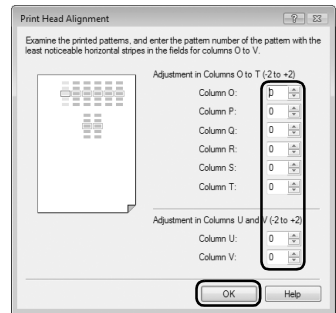 Print Head Alignment
Examine the printed patterns, and enter the pattern number of the pattern with the
least noticeable horizontal stripes in the fields for columns O to V.
Adjustment in Columns O to T (-2 to +2)
Column O: 0
Column P: 0
Column Q: 0
Column R: 0
Column S: 0
Column T: 0
Adjustment in Columns U and V (-2 to +2)
Column U: 0
Column V: 0
OK Help